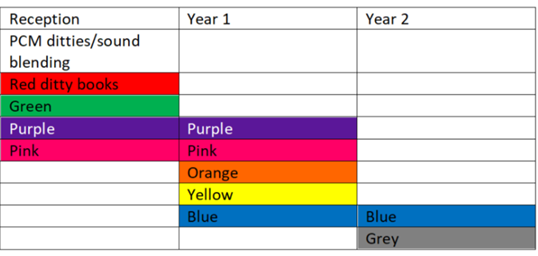 Reception Year 1 Year 2
PCM ditties/sound
blending
Red ditty books
Green
Purple Purple
Pink Pink
Orange
Yellow
Blue Blue
Grey